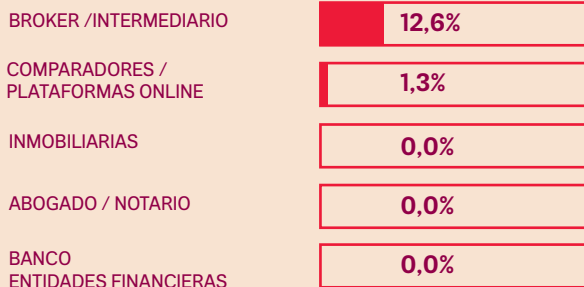 BROKER /INTERMEDIARIO
12,6%
COMPARADORES /
PLATAFORMAS ONLINE
1,3%
INMOBILIARIAS
0,0%
ABOGADO / NOTARIO
0,0%
BANCO
ENTIDADES FINANCIERAS
0,0%